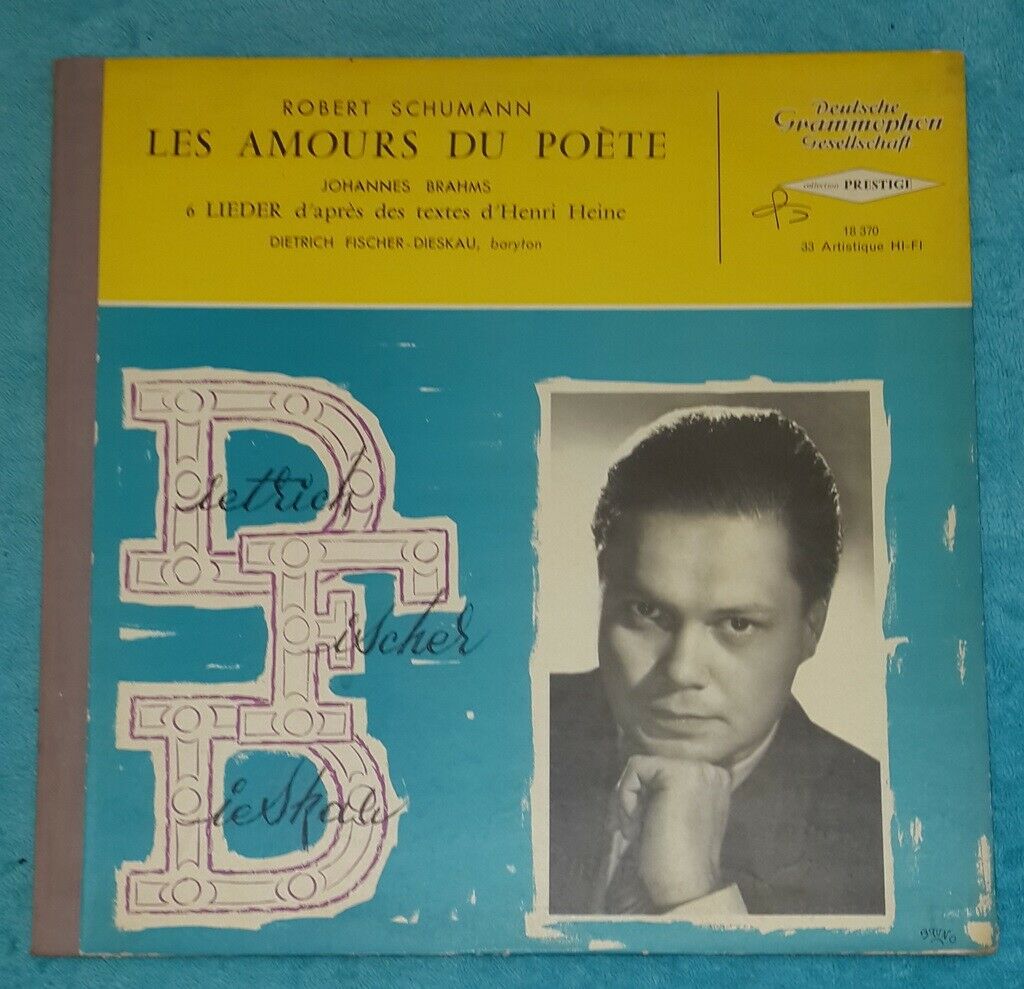 ROBERT SCHUMANN
LES AMOURS DU POÈTE
JOHANNES BRAHMS
6 LIEDER d'après des textes d'Henri Heine
DIETRICH FISCHER-DIESKAU, baryton
Deutsche
Grammophon
Gesellschaft
collection PRESTIGE
18 370
33 Artistique HI-FI
Dietrich
Fischer
Dieskau
BRUNO